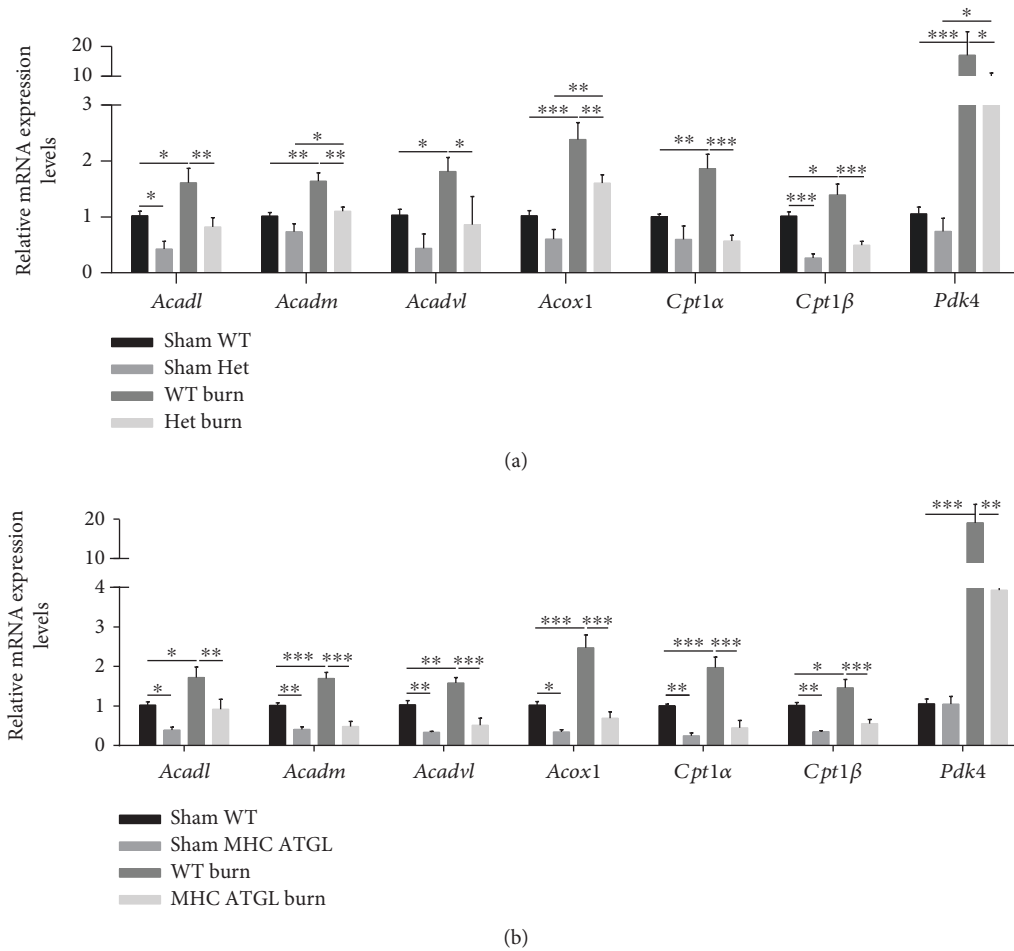 Relative mRNA expression
levels
20
10
3
2
1
0
* ** *
* ** ** *
* *
*** ** **
** ***
*** * ***
*** * *
Acadl Acadm Acadvl Acox1 Cpt1α Cpt1β Pdk4
Sham WT
Sham Het
WT burn
Het burn
(a)
Relative mRNA expression
levels
20
10
4
3
2
1
0
* * **
** *** ***
** ** ***
* *** ***
** *** ***
** * ***
*** **
Acadl Acadm Acadvl Acox1 Cpt1α Cpt1β Pdk4
Sham WT
Sham MHC ATGL
WT burn
MHC ATGL burn
(b)